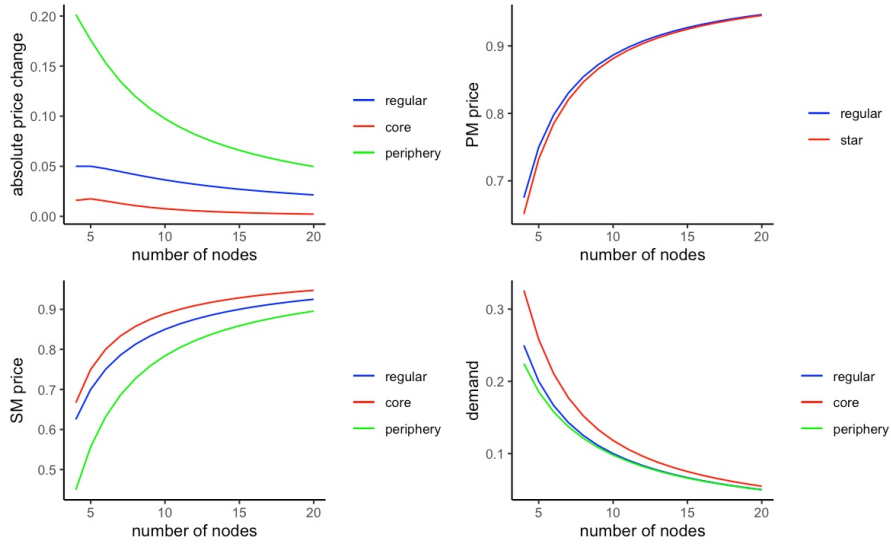 absolute price change
0.20
0.15
0.10
0.05
0.00
5 10 15 20
number of nodes
regular
core
periphery
PM price
0.9
0.8
0.7
5 10 15 20
number of nodes
regular
star
SM price
0.9
0.8
0.7
0.6
0.5
5 10 15 20
number of nodes
regular
core
periphery
demand
0.3
0.2
0.1
5 10 15 20
number of nodes
regular
core
periphery